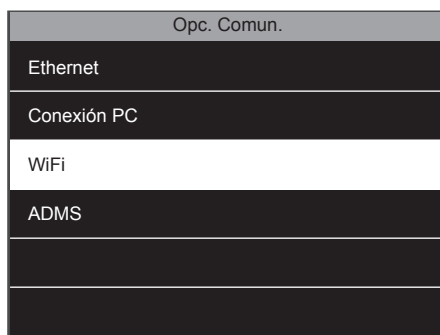 Opc. Comun.
Ethernet
Conexión PC
WiFi
ADMS